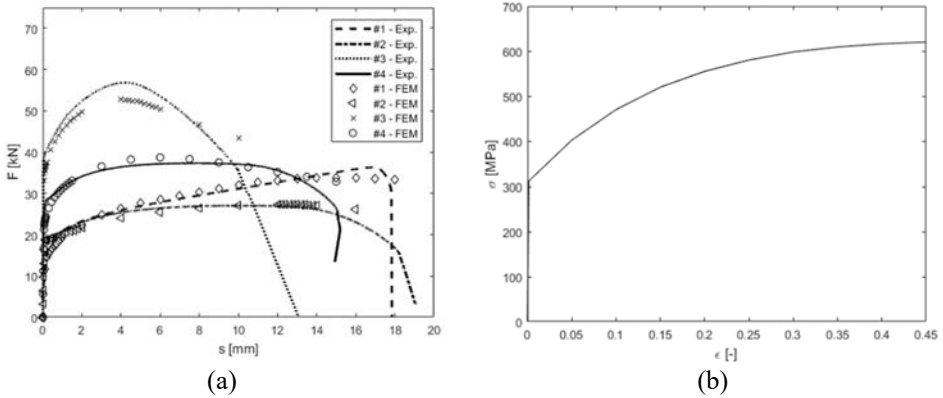 F [kN]
70
60
50
40
30
20
10
0
0 2 4 6 8 10 12 14 16 18 20
s [mm]
#1 - Exp.
#2 - Exp.
#3 - Exp.
#4 - Exp.
#1 - FEM
#2 - FEM
#3 - FEM
#4 - FEM
(a)
σ [MPa]
700
600
500
400
300
200
100
0
0 0.05 0.1 0.15 0.2 0.25 0.3 0.35 0.4 0.45
ϵ [-]
(b)